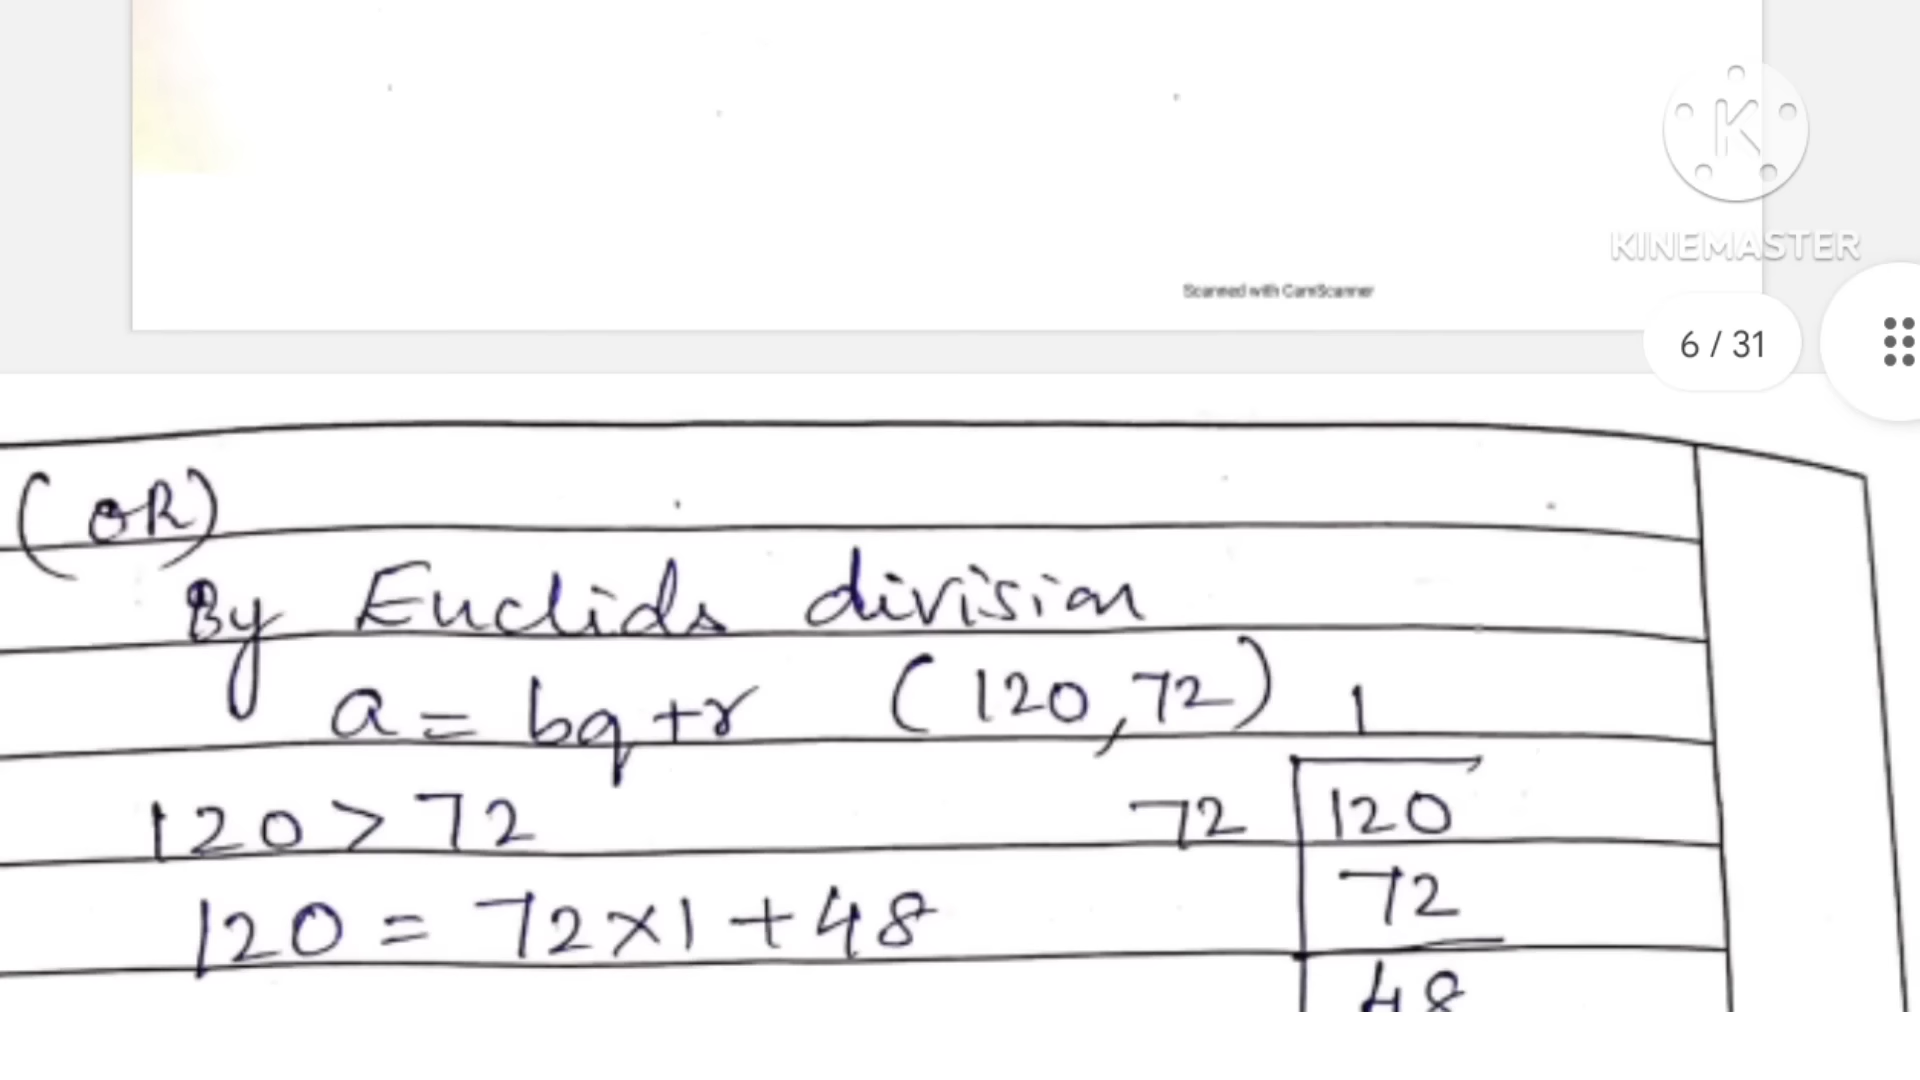 K
KINEMASTER
Scanned with CamScanner
6 / 31
(OR)
By Euclids division
a = bq + r (120, 72)
120 > 72
120 = 72 × 1 + 48
1
72 120
72
48